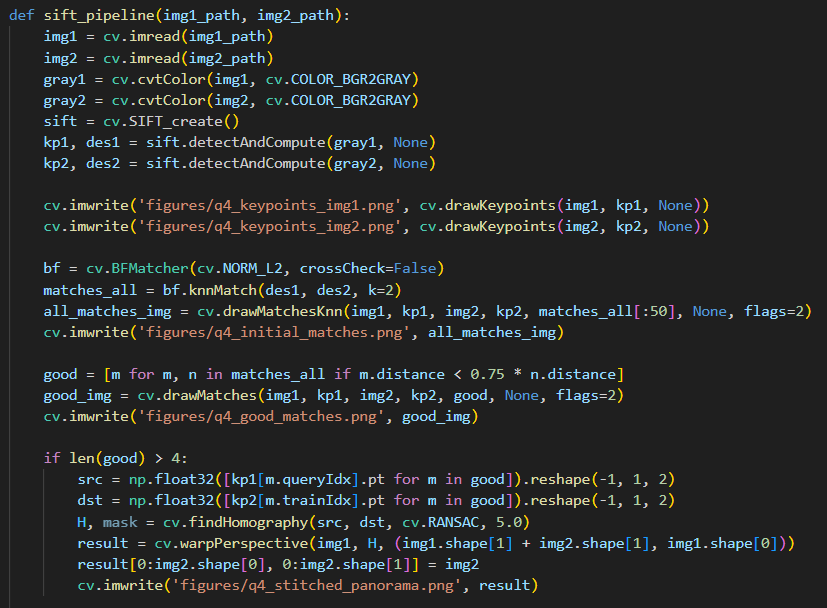 def sift_pipeline(img1_path, img2_path):
    img1 = cv.imread(img1_path)
    img2 = cv.imread(img2_path)
    gray1 = cv.cvtColor(img1, cv.COLOR_BGR2GRAY)
    gray2 = cv.cvtColor(img2, cv.COLOR_BGR2GRAY)
    sift = cv.SIFT_create()
    kp1, des1 = sift.detectAndCompute(gray1, None)
    kp2, des2 = sift.detectAndCompute(gray2, None)

    cv.imwrite('figures/q4_keypoints_img1.png', cv.drawKeypoints(img1, kp1, None))
    cv.imwrite('figures/q4_keypoints_img2.png', cv.drawKeypoints(img2, kp2, None))

    bf = cv.BFMatcher(cv.NORM_L2, crossCheck=False)
    matches_all = bf.knnMatch(des1, des2, k=2)
    all_matches_img = cv.drawMatchesKnn(img1, kp1, img2, kp2, matches_all[:50], None, flags=2)
    cv.imwrite('figures/q4_initial_matches.png', all_matches_img)

    good = [m for m, n in matches_all if m.distance < 0.75 * n.distance]
    good_img = cv.drawMatches(img1, kp1, img2, kp2, good, None, flags=2)
    cv.imwrite('figures/q4_good_matches.png', good_img)

    if len(good) > 4:
        src = np.float32([kp1[m.queryIdx].pt for m in good]).reshape(-1, 1, 2)
        dst = np.float32([kp2[m.trainIdx].pt for m in good]).reshape(-1, 1, 2)
        H, mask = cv.findHomography(src, dst, cv.RANSAC, 5.0)
        result = cv.warpPerspective(img1, H, (img1.shape[1] + img2.shape[1], img1.shape[0]))
        result[0:img2.shape[0], 0:img2.shape[1]] = img2
        cv.imwrite('figures/q4_stitched_panorama.png', result)